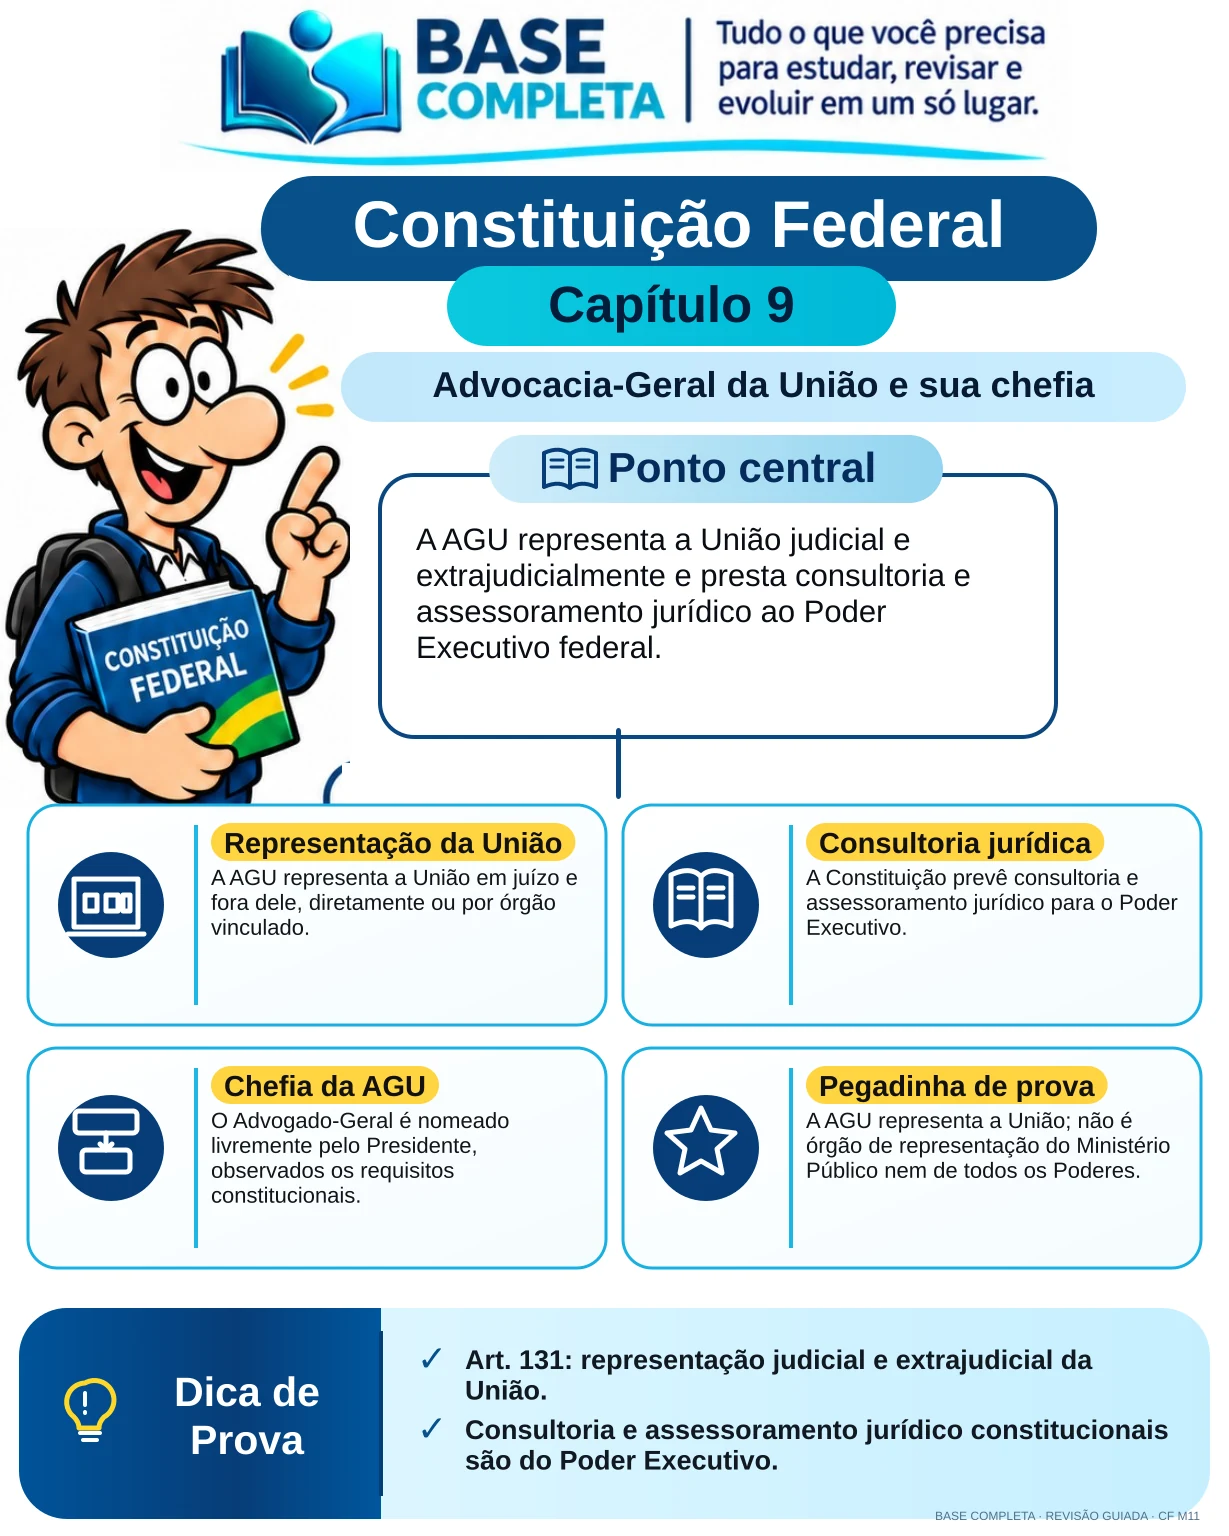 BASE
COMPLETA
Tudo o que você precisa
para estudar, revisar e
evoluir em um só lugar.
Constituição Federal
Capítulo 9
Advocacia-Geral da União e sua chefia
Ponto central
A AGU representa a União judicial e
extrajudicialmente e presta consultoria e
assessoramento jurídico ao Poder
Executivo federal.
CONSTITUIÇÃO
FEDERAL
Representação da União
A AGU representa a União em juízo e
fora dele, diretamente ou por órgão
vinculado.
Consultoria jurídica
A Constituição prevê consultoria e
assessoramento jurídico para o Poder
Executivo.
Chefia da AGU
O Advogado-Geral é nomeado
livremente pelo Presidente,
observados os requisitos
constitucionais.
Pegadinha de prova
A AGU representa a União; não é
órgão de representação do Ministério
Público nem de todos os Poderes.
Dica de
Prova
✓ Art. 131: representação judicial e extrajudicial da
União.
✓ Consultoria e assessoramento jurídico constitucionais
são do Poder Executivo.
BASE COMPLETA · REVISÃO GUIADA · CF M11